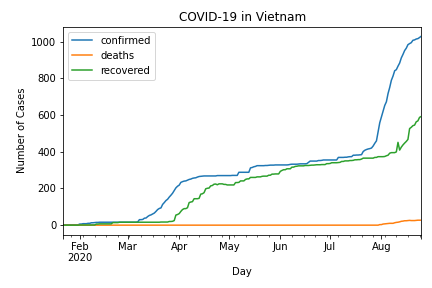 COVID-19 in Vietnam
confirmed
deaths
recovered
Number of Cases
1000
800
600
400
200
0
Feb Mar Apr May Jun Jul Aug
2020
Day